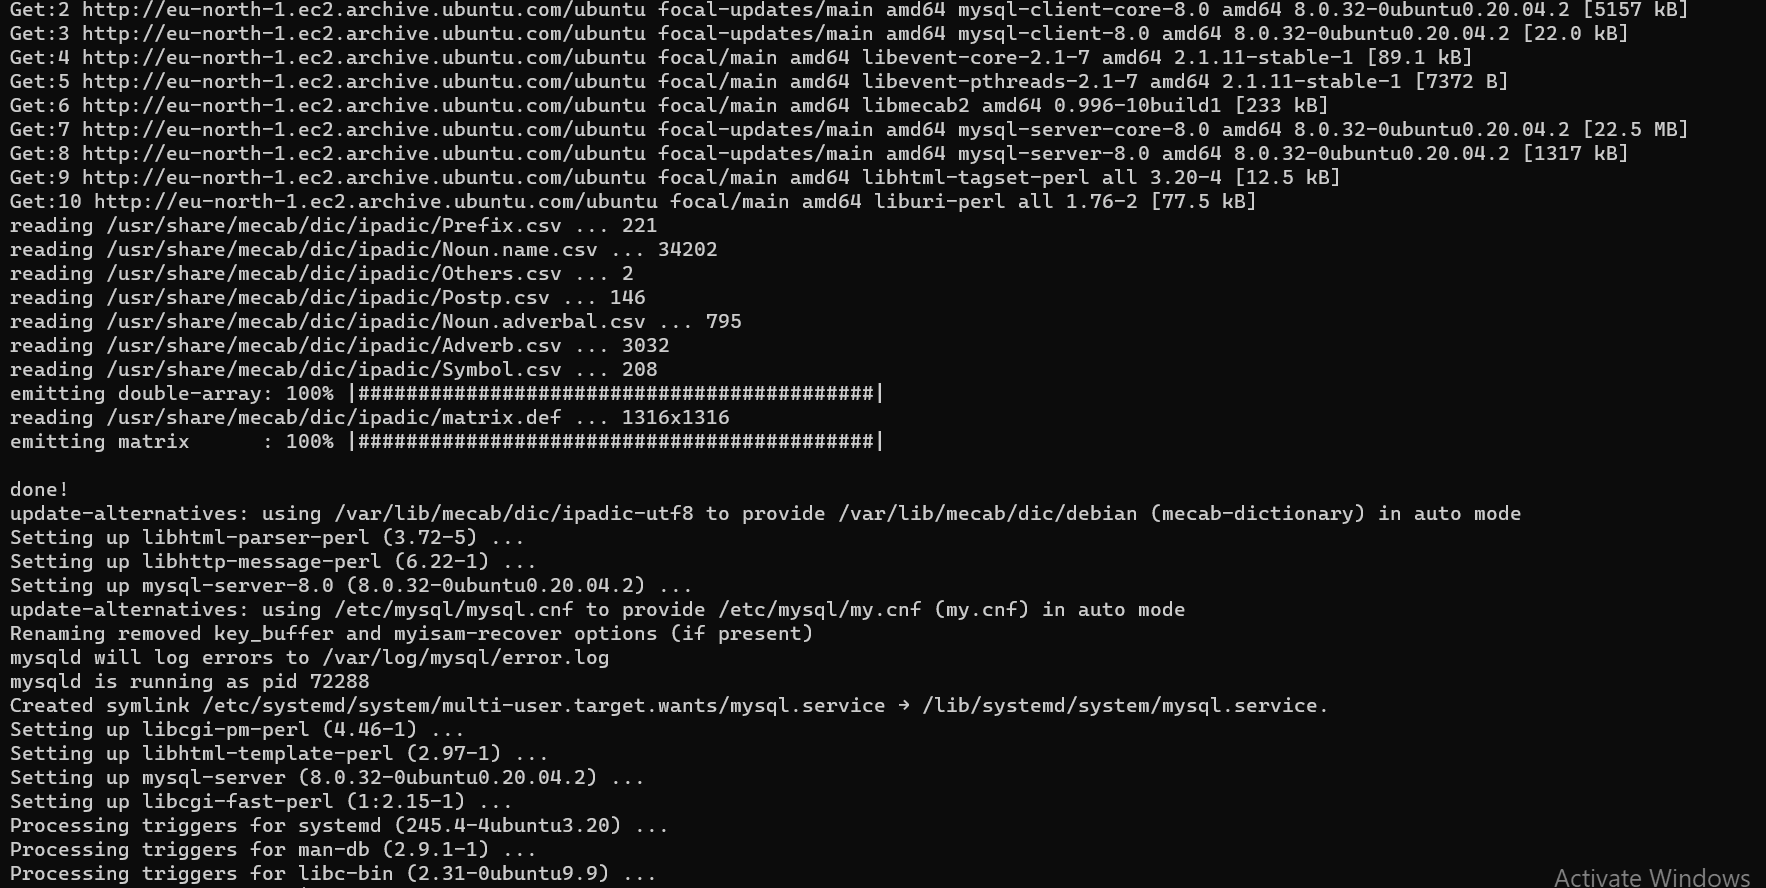 Get:2 http://eu-north-1.ec2.archive.ubuntu.com/ubuntu focal-updates/main amd64 mysql-client-core-8.0 amd64 8.0.32-0ubuntu0.20.04.2 [5157 kB]
Get:3 http://eu-north-1.ec2.archive.ubuntu.com/ubuntu focal-updates/main amd64 mysql-client-8.0 amd64 8.0.32-0ubuntu0.20.04.2 [22.0 kB]
Get:4 http://eu-north-1.ec2.archive.ubuntu.com/ubuntu focal/main amd64 libevent-core-2.1-7 amd64 2.1.11-stable-1 [89.1 kB]
Get:5 http://eu-north-1.ec2.archive.ubuntu.com/ubuntu focal/main amd64 libevent-pthreads-2.1-7 amd64 2.1.11-stable-1 [7372 B]
Get:6 http://eu-north-1.ec2.archive.ubuntu.com/ubuntu focal/main amd64 libmecab2 amd64 0.996-10build1 [233 kB]
Get:7 http://eu-north-1.ec2.archive.ubuntu.com/ubuntu focal-updates/main amd64 mysql-server-core-8.0 amd64 8.0.32-0ubuntu0.20.04.2 [22.5 MB]
Get:8 http://eu-north-1.ec2.archive.ubuntu.com/ubuntu focal-updates/main amd64 mysql-server-8.0 amd64 8.0.32-0ubuntu0.20.04.2 [1317 kB]
Get:9 http://eu-north-1.ec2.archive.ubuntu.com/ubuntu focal/main amd64 libhtml-tagset-perl all 3.20-4 [12.5 kB]
Get:10 http://eu-north-1.ec2.archive.ubuntu.com/ubuntu focal/main amd64 liburi-perl all 1.76-2 [77.5 kB]
reading /usr/share/mecab/dic/ipadic/Prefix.csv ... 221
reading /usr/share/mecab/dic/ipadic/Noun.name.csv ... 34202
reading /usr/share/mecab/dic/ipadic/Others.csv ... 2
reading /usr/share/mecab/dic/ipadic/Postp.csv ... 146
reading /usr/share/mecab/dic/ipadic/Noun.adverbal.csv ... 795
reading /usr/share/mecab/dic/ipadic/Adverb.csv ... 3032
reading /usr/share/mecab/dic/ipadic/Symbol.csv ... 208
emitting double-array: 100% |###########################################|
reading /usr/share/mecab/dic/ipadic/matrix.def ... 1316x1316
emitting matrix      : 100% |###########################################|
done!
update-alternatives: using /var/lib/mecab/dic/ipadic-utf8 to provide /var/lib/mecab/dic/debian (mecab-dictionary) in auto mode
Setting up libhtml-parser-perl (3.72-5) ...
Setting up libhttp-message-perl (6.22-1) ...
Setting up mysql-server-8.0 (8.0.32-0ubuntu0.20.04.2) ...
update-alternatives: using /etc/mysql/mysql.cnf to provide /etc/mysql/my.cnf (my.cnf) in auto mode
Renaming removed key_buffer and myisam-recover options (if present)
mysqld will log errors to /var/log/mysql/error.log
mysqld is running as pid 72288
Created symlink /etc/systemd/system/multi-user.target.wants/mysql.service → /lib/systemd/system/mysql.service.
Setting up libcgi-pm-perl (4.46-1) ...
Setting up libhtml-template-perl (2.97-1) ...
Setting up mysql-server (8.0.32-0ubuntu0.20.04.2) ...
Setting up libcgi-fast-perl (1:2.15-1) ...
Processing triggers for systemd (245.4-4ubuntu3.20) ...
Processing triggers for man-db (2.9.1-1) ...
Processing triggers for libc-bin (2.31-0ubuntu9.9) ...
Activate Windows